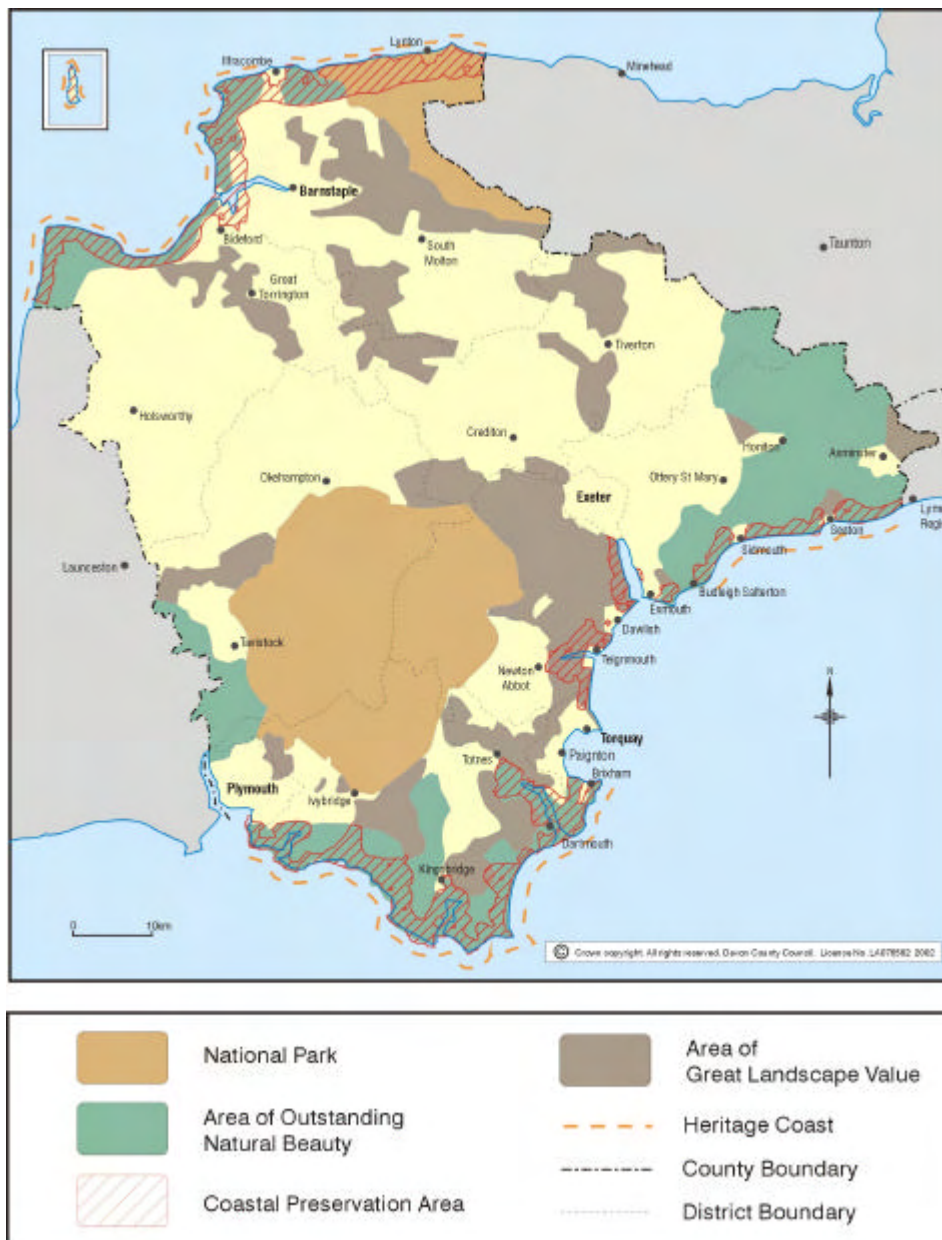 Lynton
Ilfracombe
Minehead
Barnstaple
Taunton
Bideford
South
Molton
Great
Torrington
Tiverton
Holsworthy
Crediton
Honiton
Axminster
Okehampton
Exeter
Ottery St Mary
Lyme
Regi
Seaton
Sidmouth
Launceston
Budleigh Salterton
Exmouth
Dawlish
Tavistock
Teignmouth
Newton
Abbot
N
Torquay
Totnes
Paignton
Brixham
Plymouth
Ivybridge
Dartmouth
Kingsbridge
0 10km
© Crown copyright. All rights reserved. Devon County Council. License No. LA076562 2002
National Park
Area of
Great Landscape Value
Area of Outstanding
Natural Beauty
Heritage Coast
County Boundary
Coastal Preservation Area
District Boundary